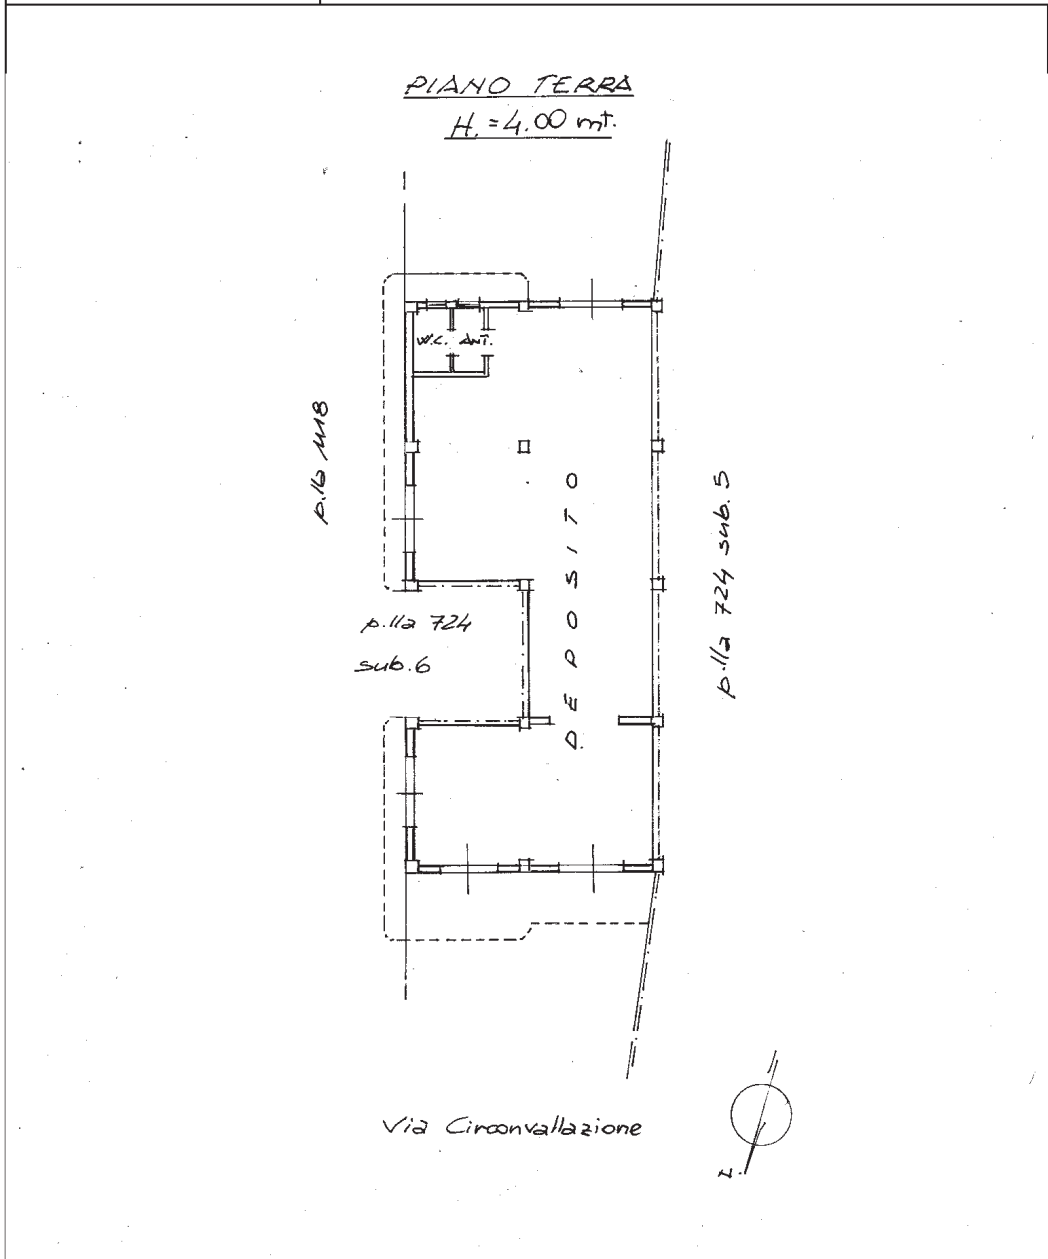 PIANO TERRA
H. = 4.00 mt.
W.C. ANT.
p.lla 1118
DEPOSITO
p.lla 724 sub. 5
p.lla 724
sub. 6
Via Circonvallazione
N.